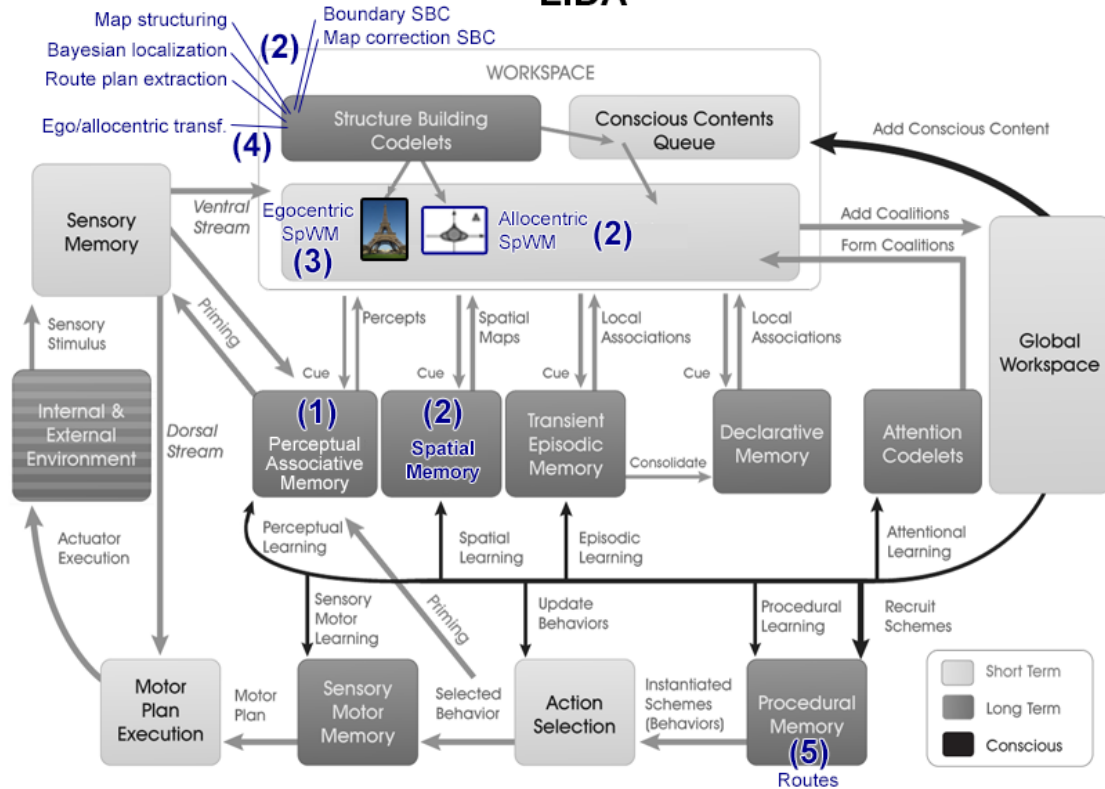 LIDA
Map structuring
Bayesian localization
Route plan extraction
Ego/allocentric transf.
(2)
Boundary SBC
Map correction SBC
(4)
WORKSPACE
Structure Building
Codelets
Conscious Contents
Queue
Add Conscious Content
Sensory
Memory
Ventral
Stream
Egocentric
SpWM
(3)
Allocentric
SpWM
(2)
Add Coalitions
Form Coalitions
Global
Workspace
Sensory
Stimulus
Priming
Cue
Percepts
Cue
Spatial
Maps
Cue
Local
Associations
Cue
Local
Associations
Internal &
External
Environment
Dorsal
Stream
(1)
Perceptual
Associative
Memory
(2)
Spatial
Memory
Transient
Episodic
Memory
Consolidate
Declarative
Memory
Attention
Codelets
Actuator
Execution
Perceptual
Learning
Spatial
Learning
Episodic
Learning
Attentional
Learning
Sensory
Motor
Learning
Priming
Update
Behaviors
Procedural
Learning
Recruit
Schemes
Motor
Plan
Execution
Motor
Plan
Sensory
Motor
Memory
Selected
Behavior
Action
Selection
Instantiated
Schemes
(Behaviors)
Procedural
Memory
(5)
Routes
Short Term
Long Term
Conscious